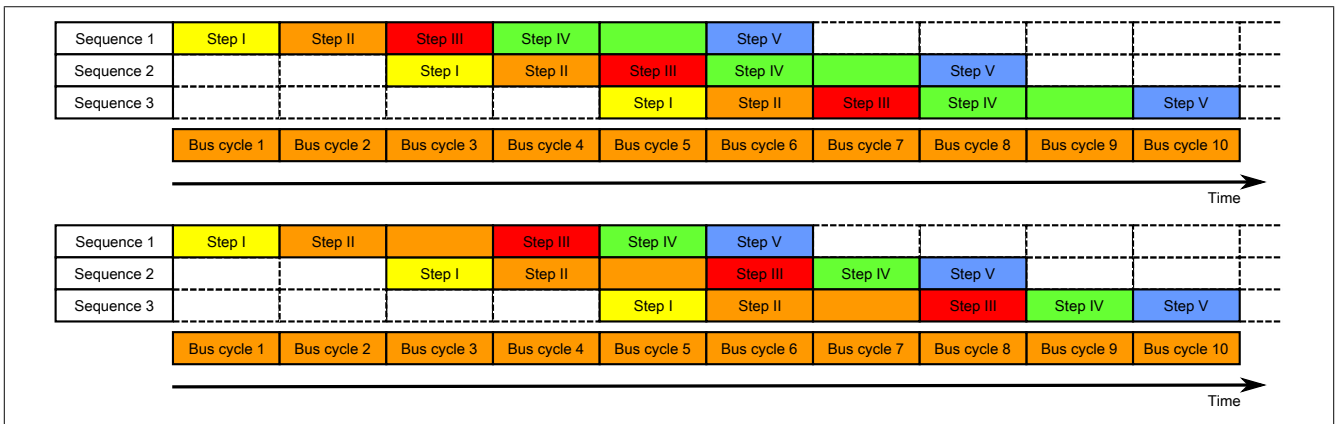 Sequence 1 Step I Step II Step III Step IV Step V
Sequence 2 Step I Step II Step III Step IV Step V
Sequence 3 Step I Step II Step III Step IV Step V
Bus cycle 1 Bus cycle 2 Bus cycle 3 Bus cycle 4 Bus cycle 5 Bus cycle 6 Bus cycle 7 Bus cycle 8 Bus cycle 9 Bus cycle 10
Time
Sequence 1 Step I Step II Step III Step IV Step V
Sequence 2 Step I Step II Step III Step IV Step V
Sequence 3 Step I Step II Step III Step IV Step V
Bus cycle 1 Bus cycle 2 Bus cycle 3 Bus cycle 4 Bus cycle 5 Bus cycle 6 Bus cycle 7 Bus cycle 8 Bus cycle 9 Bus cycle 10
Time